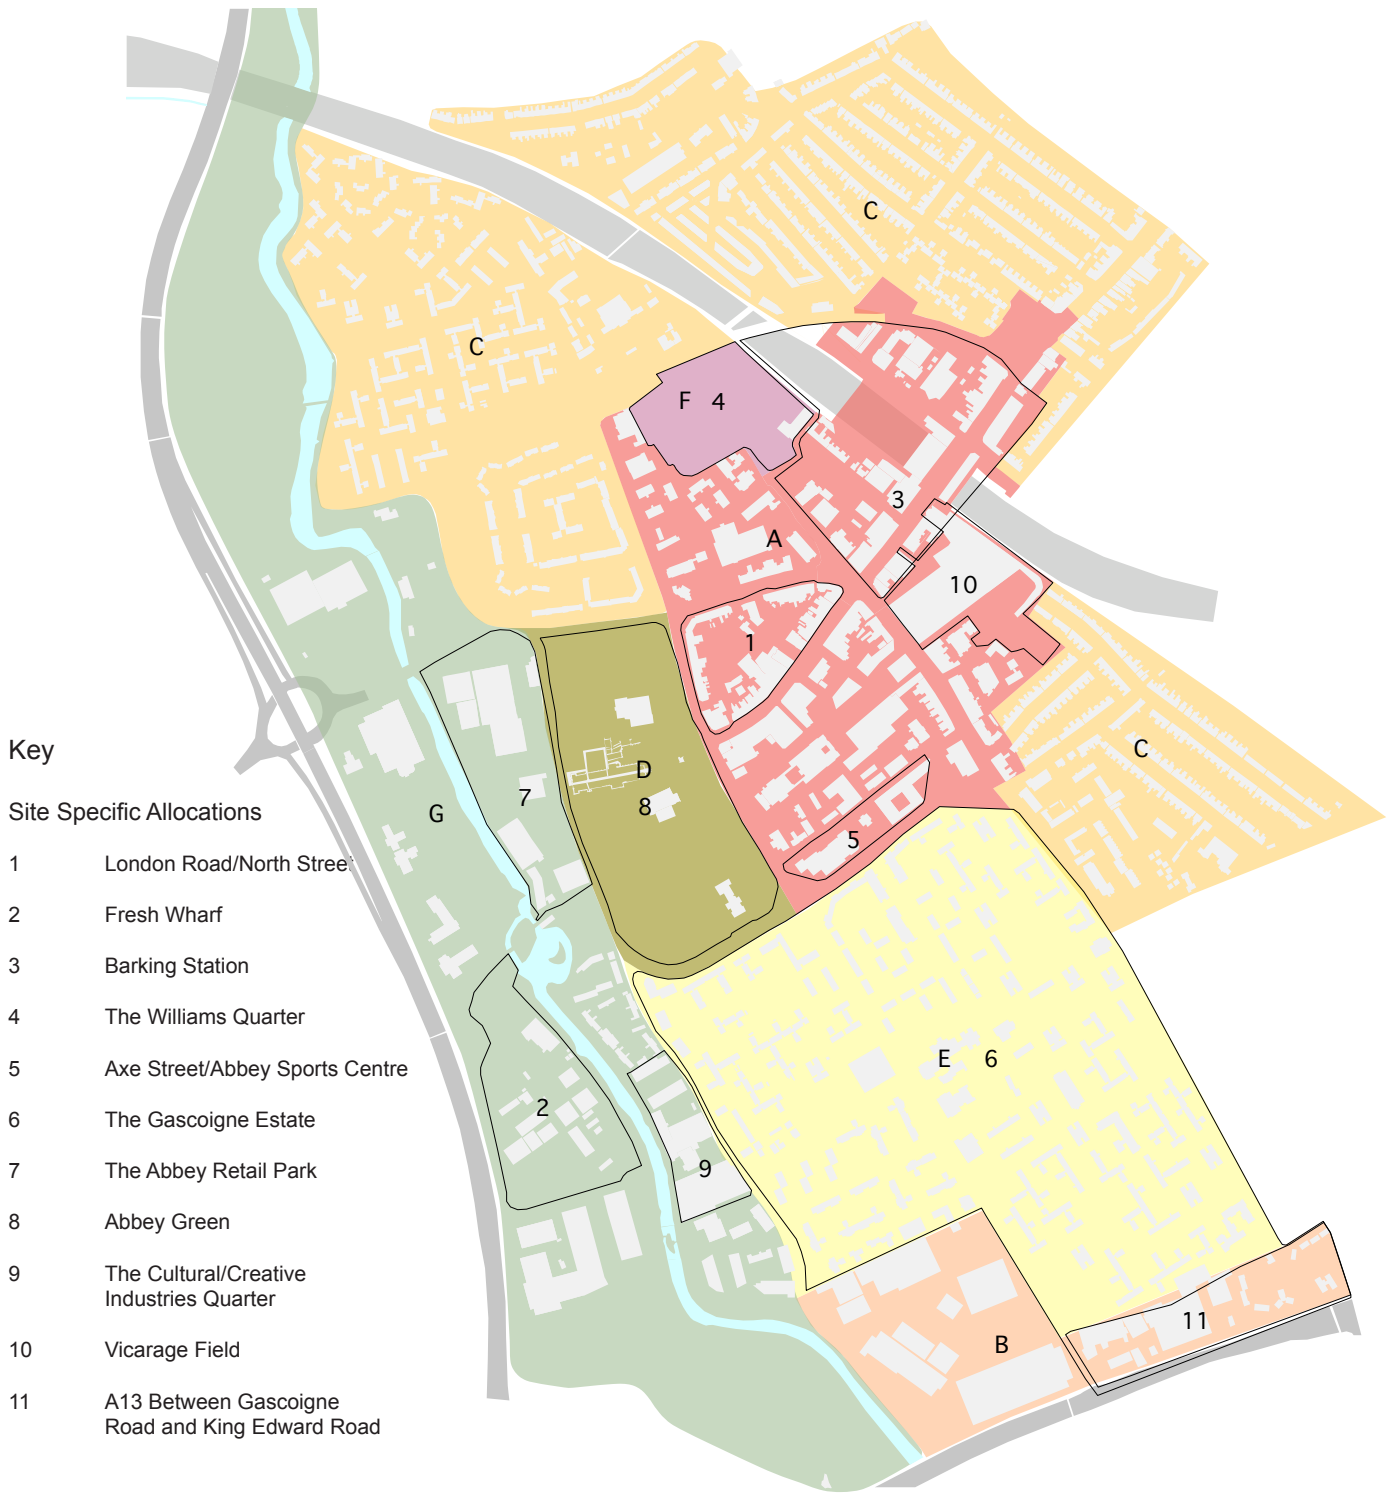 C
C
F 4
3
A
10
1
Key
C
D
7
8
G
Site Specific Allocations
5
1 London Road/North Street
2 Fresh Wharf
3 Barking Station
4 The Williams Quarter
5 Axe Street/Abbey Sports Centre
E 6
6 The Gascoigne Estate
2
7 The Abbey Retail Park
9
8 Abbey Green
9 The Cultural/Creative
Industries Quarter
10 Vicarage Field
11
B
11 A13 Between Gascoigne
Road and King Edward Road